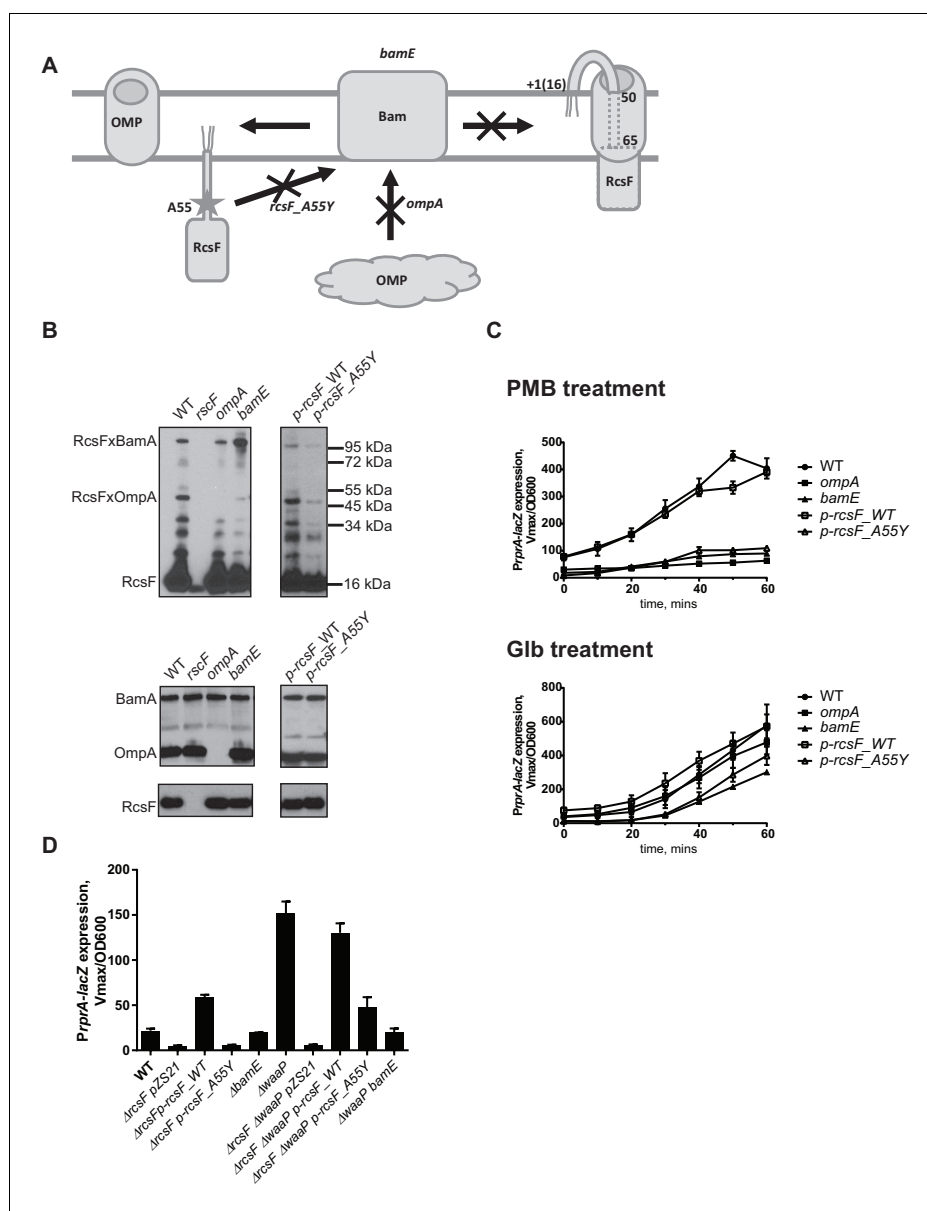 A
bamE
+1(16)
OMP
Bam
50
65
RcsF
A55
rcsF_A55Y
ompA
RcsF
OMP
B
WT
rscF
ompA
bamE
p-rcsF_WT
p-rcsF_A55Y
RcsFxBamA
RcsFxOmpA
RcsF
95 kDa
72 kDa
55 kDa
45 kDa
34 kDa
16 kDa
WT
rscF
ompA
bamE
p-rcsF_WT
p-rcsF_A55Y
BamA
OmpA
RcsF
C
PMB treatment
PrprA-lacZ expression,
Vmax/OD600
500
400
300
200
100
0
0
20
40
60
time, mins
WT
ompA
bamE
p-rcsF_WT
p-rcsF_A55Y
Glb treatment
PrprA-lacZ expression,
Vmax/OD600
800
600
400
200
0
0
20
40
60
time, mins
WT
ompA
bamE
p-rcsF_WT
p-rcsF_A55Y
D
PrprA-lacZ expression,
Vmax/OD600
200
150
100
50
0
WT
ΔrcsF pZS21
ΔrcsFp-rcsF_WT
ΔrcsF p-rcsF_A55Y
ΔbamE
ΔwaaP
ΔrcsF ΔwaaP pZS21
ΔrcsF ΔwaaP p-rcsF_WT
ΔrcsF ΔwaaP p-rcsF_A55Y
ΔwaaP bamE